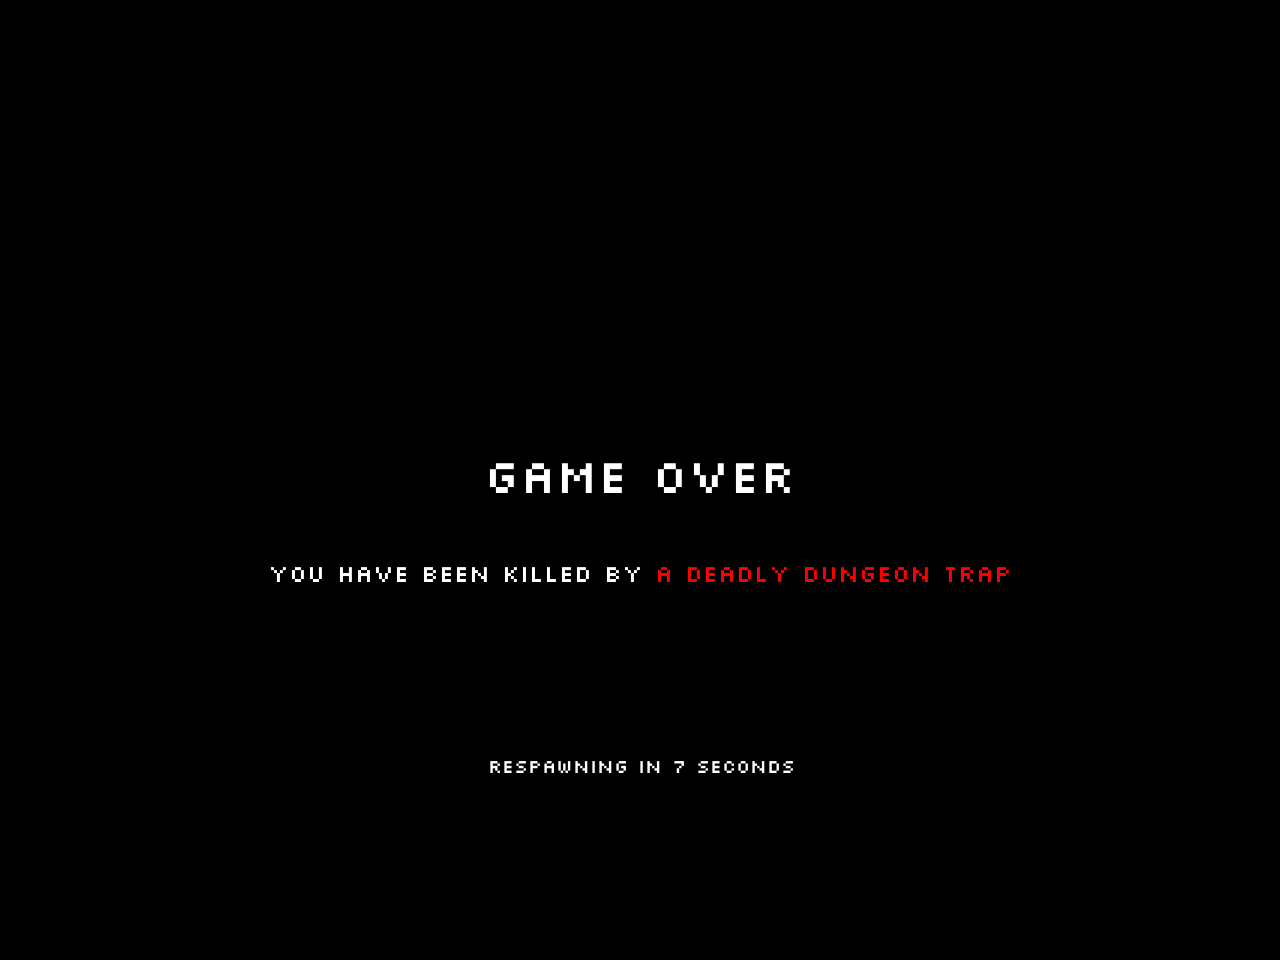 GAME OVER
YOU HAVE BEEN KILLED BY A DEADLY DUNGEON TRAP
RESPAWNING IN 7 SECONDS